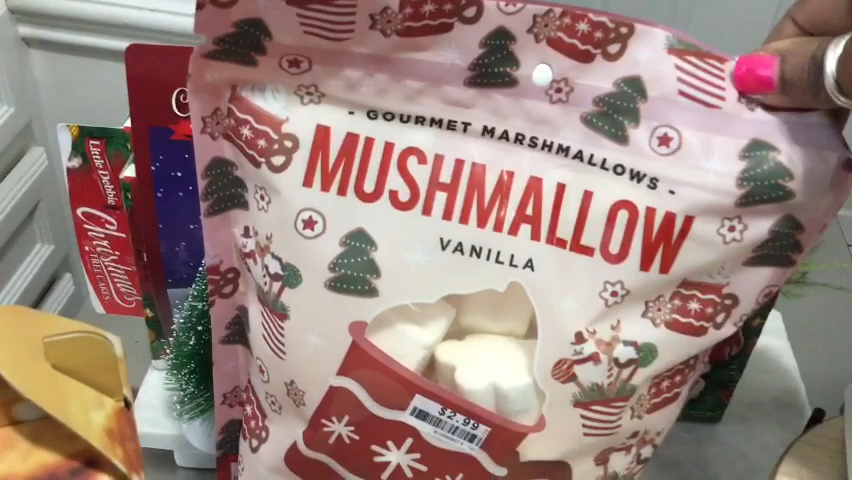 - GOURMET MARSHMALLOWS -
MUSHMALLOW
VANILLA
$2.99
Little Debbie
Christmas
TREE CAKES